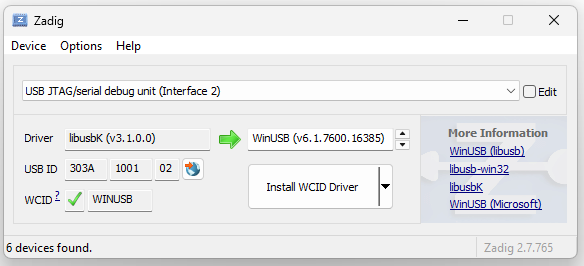 Zadig
Device Options Help
USB JTAG/serial debug unit (Interface 2) Edit
Driver libusbK (v3.1.0.0) WinUSB (v6.1.7600.16385)
USB ID 303A 1001 02
WCID ? WINUSB
Install WCID Driver
More Information
WinUSB (libusb)
libusb-win32
libusbK
WinUSB (Microsoft)
6 devices found. Zadig 2.7.765